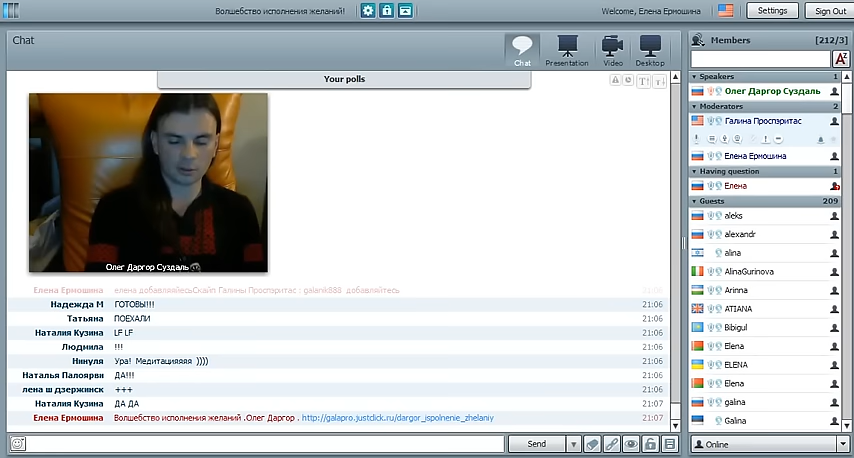 Волшебство исполнения желаний!
Welcome, Елена Ермошина
Settings
Sign Out
Chat
Chat
Presentation
Video
Desktop
Your polls
Олег Даргор Суздаль
Елена Ермошина елена добавляйесьСкайп Галины Проспэритас : galanik888 добавляйтесь 21:06
Надежда М ГОТОВЫ!!! 21:06
Татьяна ПОЕХАЛИ 21:06
Наталия Кузина LF LF 21:06
Людмила !!! 21:06
Нинуля Ура! Медитацияяяя )))) 21:06
Наталья Палоярви ДА!!! 21:06
лена ш дзержинск +++ 21:06
Наталия Кузина ДА ДА 21:07
Елена Ермошина Волшебство исполнения желаний .Олег Даргор . http://galapro.justclick.ru/dargor_ispolnenie_zhelaniy 21:07
Send
Members [212/3]
Speakers 1
Олег Даргор Суздаль
Moderators 2
Галина Проспэритас
Елена Ермошина
Having question 1
Елена
Guests 209
aleks
alexandr
alina
AlinaGurinova
Arinna
ATIANA
Bibigul
Elena
ELENA
Elena
galina
Galina
Online